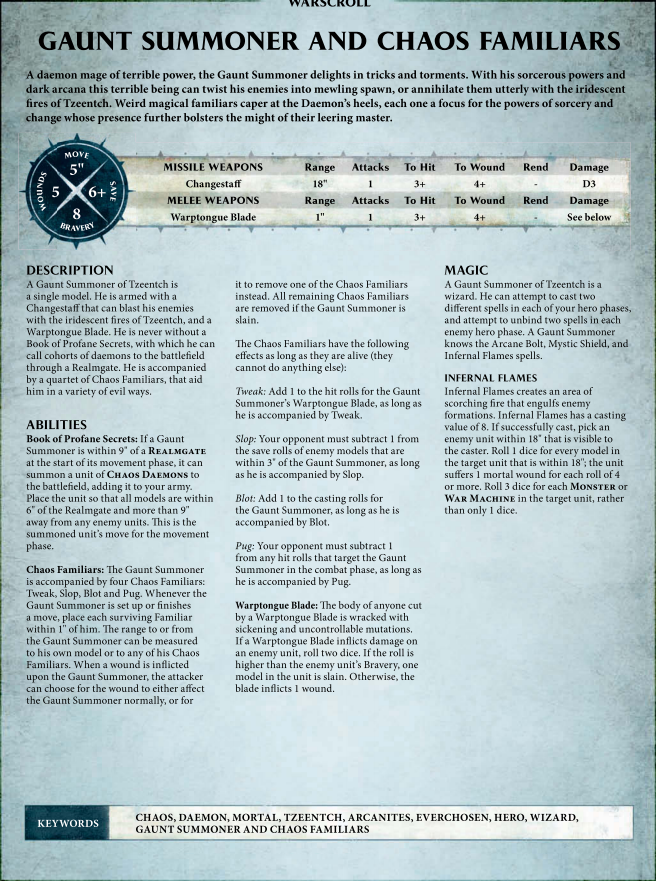 WARSCROLL
GAUNT SUMMONER AND CHAOS FAMILIARS
A daemon mage of terrible power, the Gaunt Summoner delights in tricks and torments. With his sorcerous powers and
dark arcana this terrible being can twist his enemies into mewling spawn, or annihilate them utterly with the iridescent
fires of Tzeentch. Weird magical familiars caper at the Daemon's heels, each one a focus for the powers of sorcery and
change whose presence further bolsters the might of their leering master.
MOVE
5"
WOUNDS 5 6+ SAVE
8
BRAVERY
MISSILE WEAPONS Range Attacks To Hit To Wound Rend Damage
Changestaff 18" 1 3+ 4+ - D3
MELEE WEAPONS Range Attacks To Hit To Wound Rend Damage
Warptongue Blade 1" 1 3+ 4+ - See below
DESCRIPTION
A Gaunt Summoner of Tzeentch is
a single model. He is armed with a
Changestaff that can blast his enemies
with the iridescent fires of Tzeentch, and a
Warptongue Blade. He is never without a
Book of Profane Secrets, with which he can
call cohorts of daemons to the battlefield
through a Realmgate. He is accompanied
by a quartet of Chaos Familiars, that aid
him in a variety of evil ways.
ABILITIES
Book of Profane Secrets: If a Gaunt
Summoner is within 9" of a REALMGATE
at the start of its movement phase, it can
summon a unit of CHAOS DAEMONS to
the battlefield, adding it to your army.
Place the unit so that all models are within
6" of the Realmgate and more than 9"
away from any enemy units. This is the
summoned unit's move for the movement
phase.
Chaos Familiars: The Gaunt Summoner
is accompanied by four Chaos Familiars:
Tweak, Slop, Blot and Pug. Whenever the
Gaunt Summoner is set up or finishes
a move, place each surviving Familiar
within 1" of him. The range to or from
the Gaunt Summoner can be measured
to his own model or to any of his Chaos
Familiars. When a wound is inflicted
upon the Gaunt Summoner, the attacker
can choose for the wound to either affect
the Gaunt Summoner normally, or for
it to remove one of the Chaos Familiars
instead. All remaining Chaos Familiars
are removed if the Gaunt Summoner is
slain.
The Chaos Familiars have the following
effects as long as they are alive (they
cannot do anything else):
Tweak: Add 1 to the hit rolls for the Gaunt
Summoner's Warptongue Blade, as long as
he is accompanied by Tweak.
Slop: Your opponent must subtract 1 from
the save rolls of enemy models that are
within 3" of the Gaunt Summoner, as long
as he is accompanied by Slop.
Blot: Add 1 to the casting rolls for
the Gaunt Summoner, as long as he is
accompanied by Blot.
Pug: Your opponent must subtract 1
from any hit rolls that target the Gaunt
Summoner in the combat phase, as long as
he is accompanied by Pug.
Warptongue Blade: The body of anyone cut
by a Warptongue Blade is wracked with
sickening and uncontrollable mutations.
If a Warptongue Blade inflicts damage on
an enemy unit, roll two dice. If the roll is
higher than the enemy unit's Bravery, one
model in the unit is slain. Otherwise, the
blade inflicts 1 wound.
MAGIC
A Gaunt Summoner of Tzeentch is a
wizard. He can attempt to cast two
different spells in each of your hero phases,
and attempt to unbind two spells in each
enemy hero phase. A Gaunt Summoner
knows the Arcane Bolt, Mystic Shield, and
Infernal Flames spells.
INFERNAL FLAMES
Infernal Flames creates an area of
scorching fire that engulfs enemy
formations. Infernal Flames has a casting
value of 8. If successfully cast, pick an
enemy unit within 18" that is visible to
the caster. Roll 1 dice for every model in
the target unit that is within 18"; the unit
suffers 1 mortal wound for each roll of 4
or more. Roll 3 dice for each MONSTER or
WAR MACHINE in the target unit, rather
than only 1 dice.
KEYWORDS
CHAOS, DAEMON, MORTAL, TZEENTCH, ARCANITES, EVERCHOSEN, HERO, WIZARD,
GAUNT SUMMONER AND CHAOS FAMILIARS